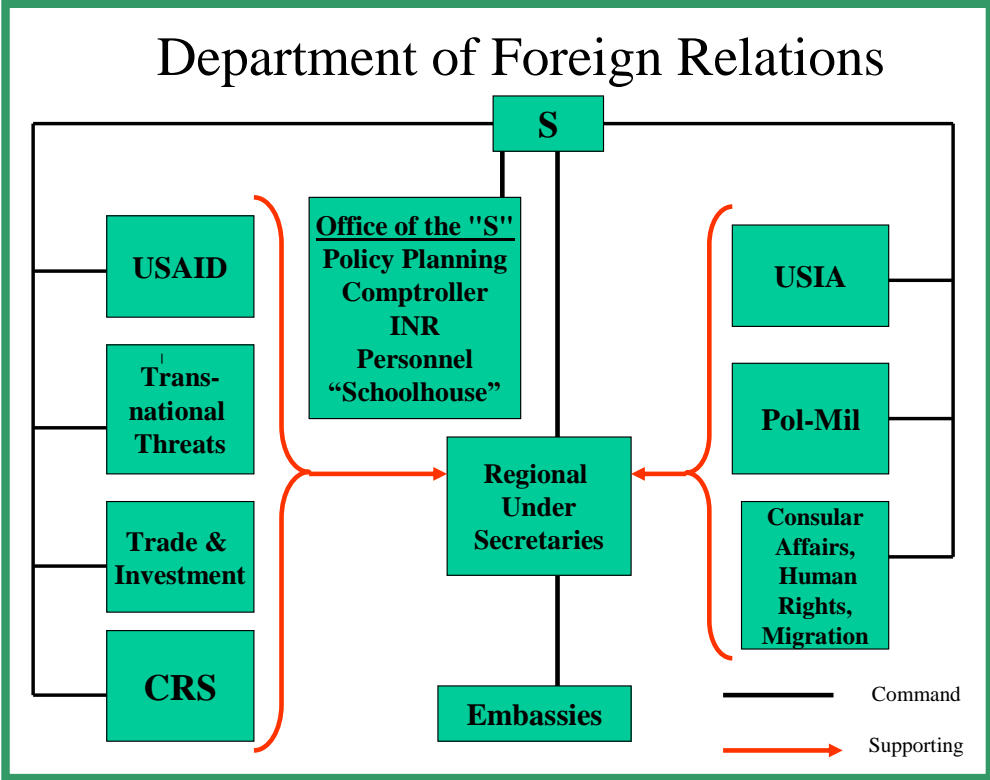 Department of Foreign Relations
S
Office of the "S"
Policy Planning
Comptroller
INR
Personnel
“Schoolhouse”
USAID
Trans-
national
Threats
Trade &
Investment
CRS
Regional
Under
Secretaries
Embassies
USIA
Pol-Mil
Consular
Affairs,
Human
Rights,
Migration
Command
Supporting